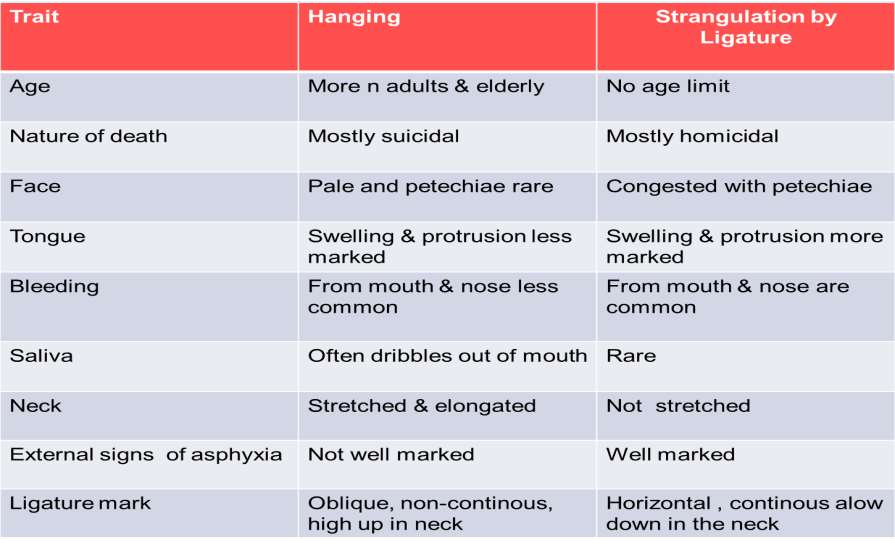 Trait Hanging Strangulation by
Ligature
Age More n adults & elderly No age limit
Nature of death Mostly suicidal Mostly homicidal
Face Pale and petechiae rare Congested with petechiae
Tongue Swelling & protrusion less Swelling & protrusion more
marked marked
Bleeding From mouth & nose less From mouth & nose are
common common
Saliva Often dribbles out of mouth Rare
Neck Stretched & elongated Not stretched
External signs of asphyxia Not well marked Well marked
Ligature mark Oblique, non-continous, Horizontal , continous alow
high up in neck down in the neck